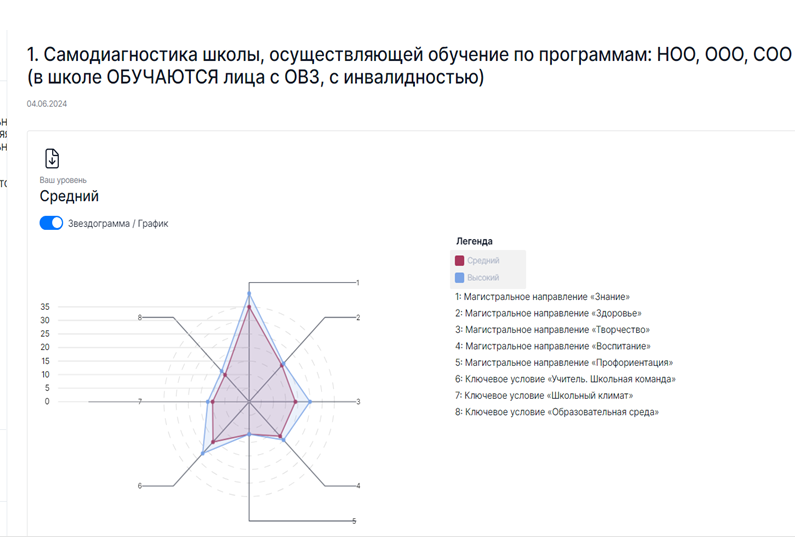 1. Самодиагностика школы, осуществляющей обучение по программам: НОО, ООО, СОО
(в школе ОБУЧАЮТСЯ лица с ОВЗ, с инвалидностью)
04.06.2024
Ваш уровень
Средний
Звездограмма / График
Легенда
Средний
Высокий
1: Магистральное направление «Знание»
2: Магистральное направление «Здоровье»
3: Магистральное направление «Творчество»
4: Магистральное направление «Воспитание»
5: Магистральное направление «Профориентация»
6: Ключевое условие «Учитель. Школьная команда»
7: Ключевое условие «Школьный климат»
8: Ключевое условие «Образовательная среда»
1
8
2
35
30
25
20
15
10
5
0
7
3
6
4
5